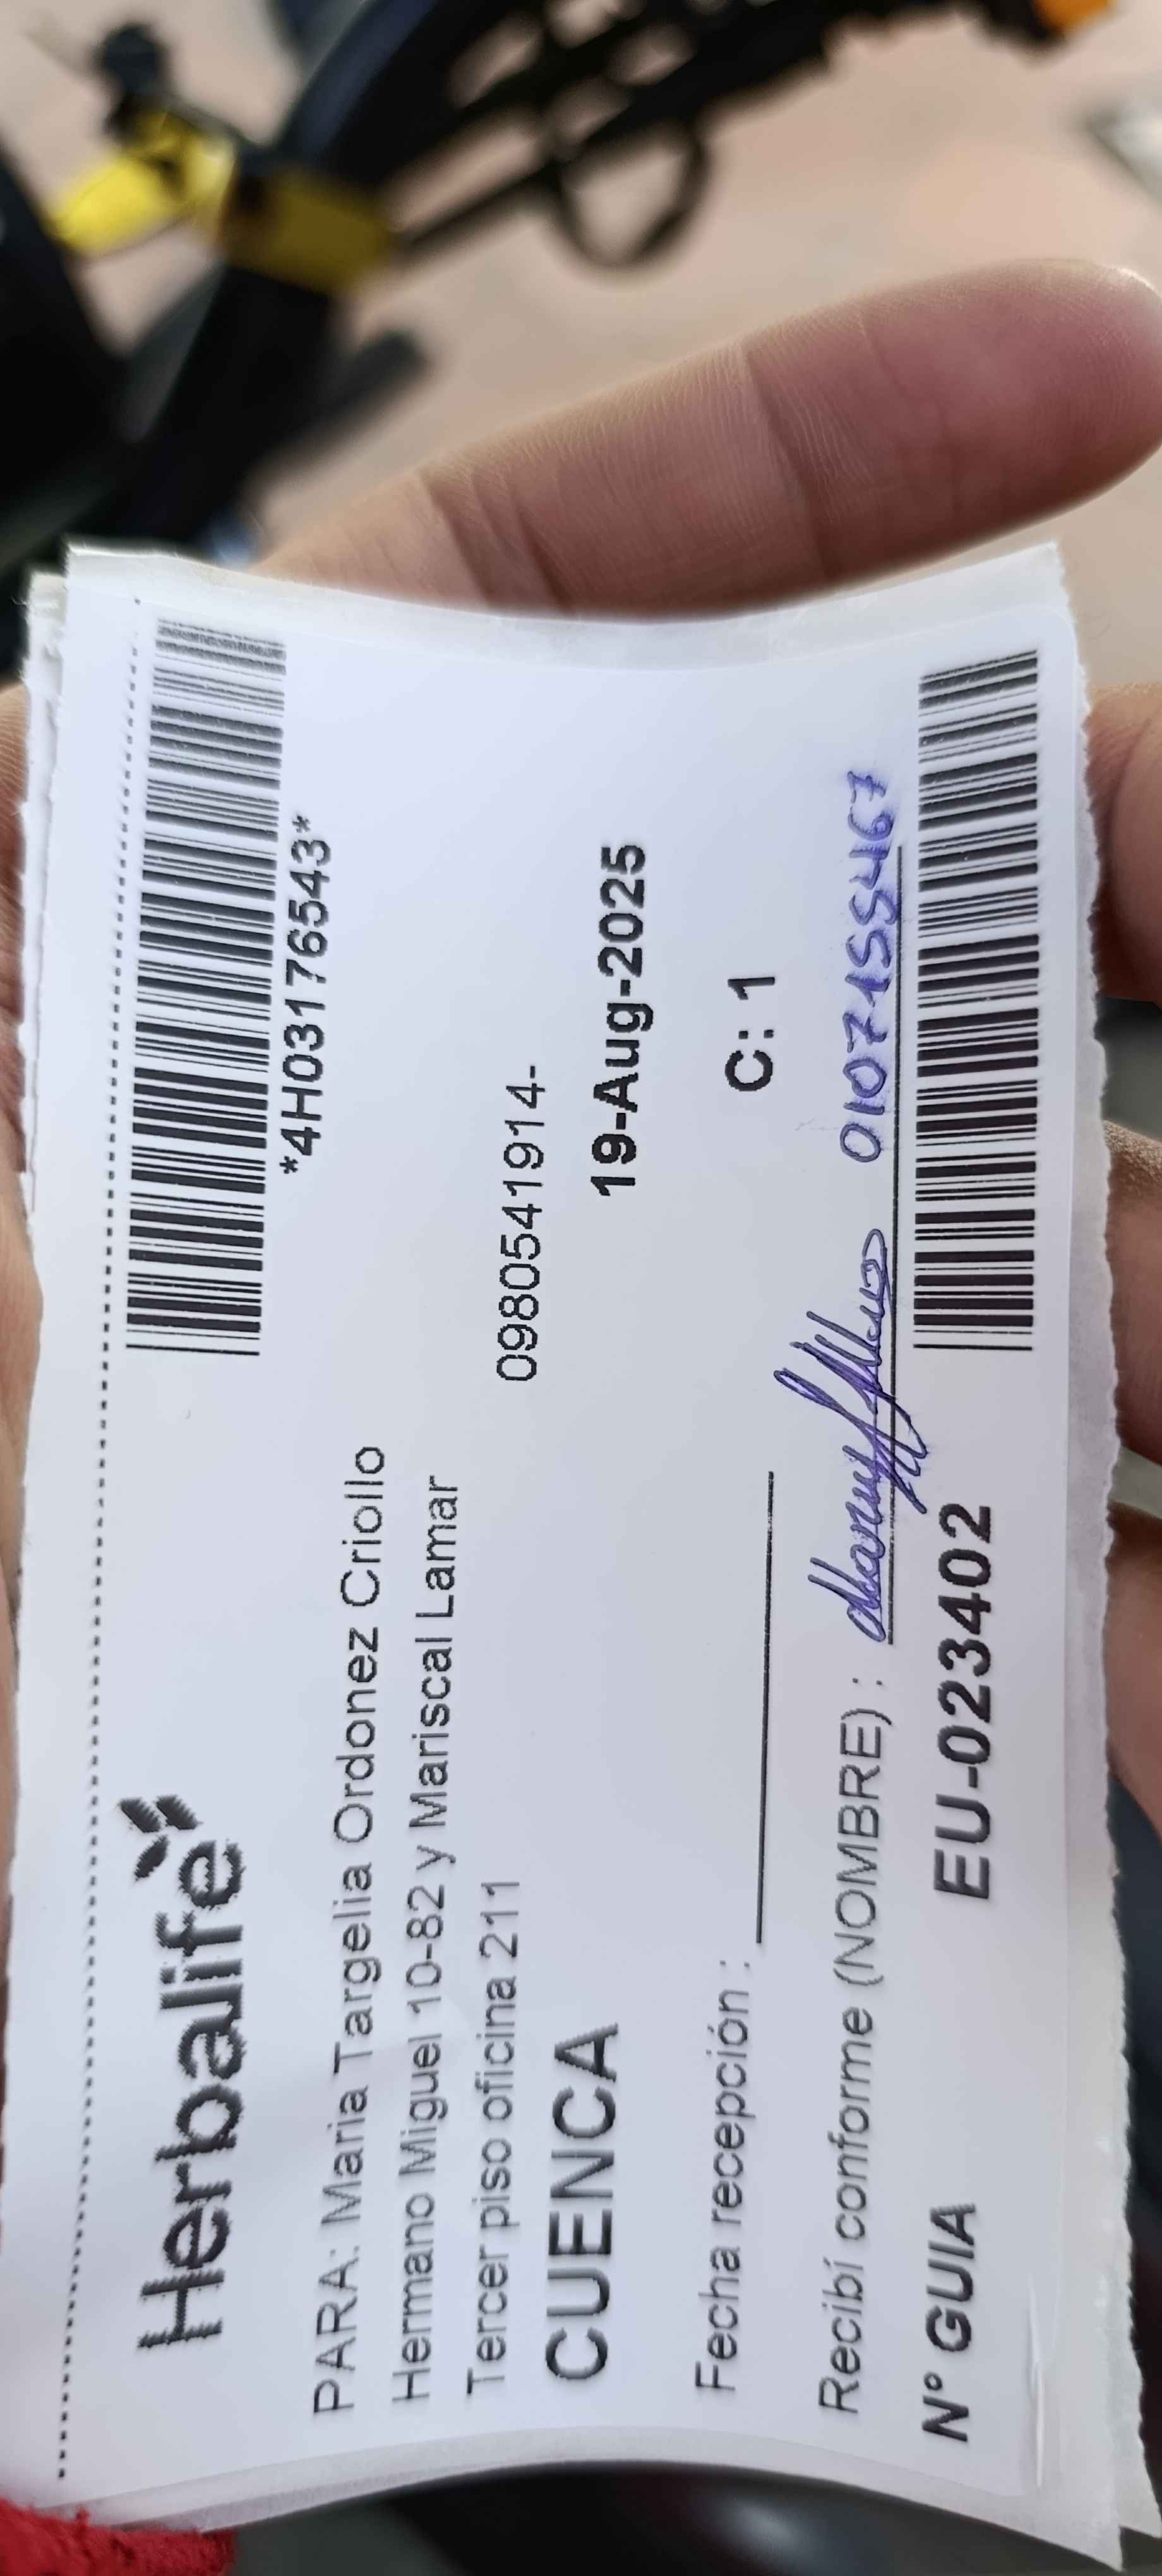 Herbalife
*4H03176543*
PARA: Maria Targelia Ordonez Criollo
Hermano Miguel 10-82 y Mariscal Lamar
Tercer piso oficina 211
0980541914-
CUENCA
19-Aug-2025
Fecha recepción :
C: 1
Recibí conforme (NOMBRE) : 0107155467
N° GUIA EU-023402